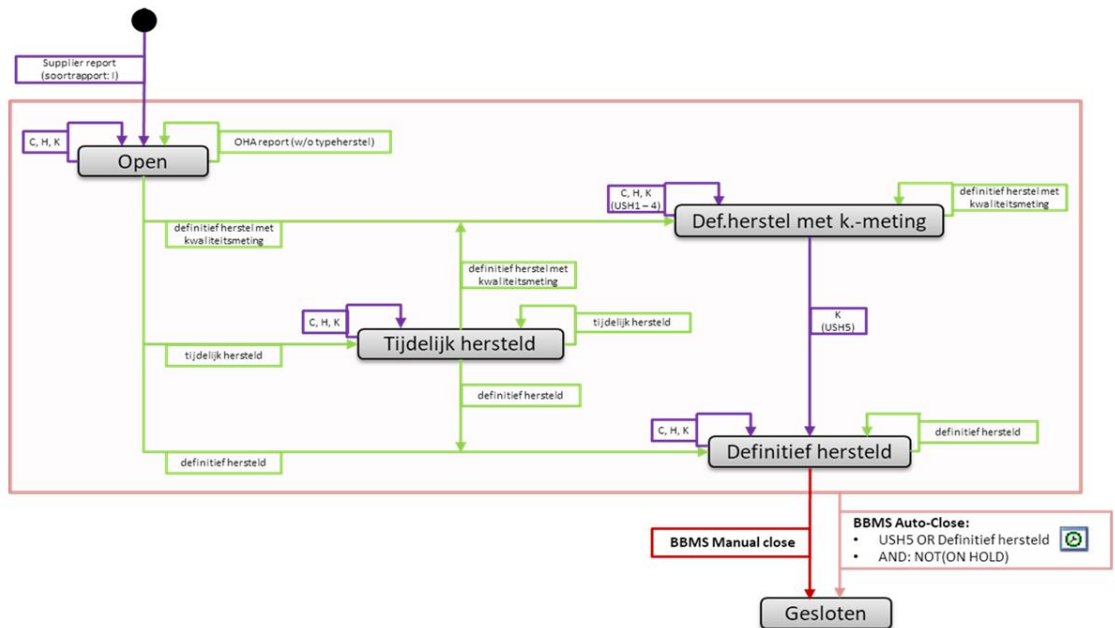 Supplier report
(soortrapport: I)
C, H, K
OHA report (w/o typeherstel)
Open
C, H, K
(USH1 – 4)
definitief herstel met
kwaliteitsmeting
Def.herstel met k.-meting
definitief herstel met
kwaliteitsmeting
definitief herstel met
kwaliteitsmeting
C, H, K
tijdelijk hersteld
K
(USH5)
Tijdelijk hersteld
tijdelijk hersteld
definitief hersteld
C, H, K
definitief hersteld
Definitief hersteld
definitief hersteld
BBMS Manual close
BBMS Auto-Close:
• USH5 OR Definitief hersteld
• AND: NOT(ON HOLD)
Gesloten